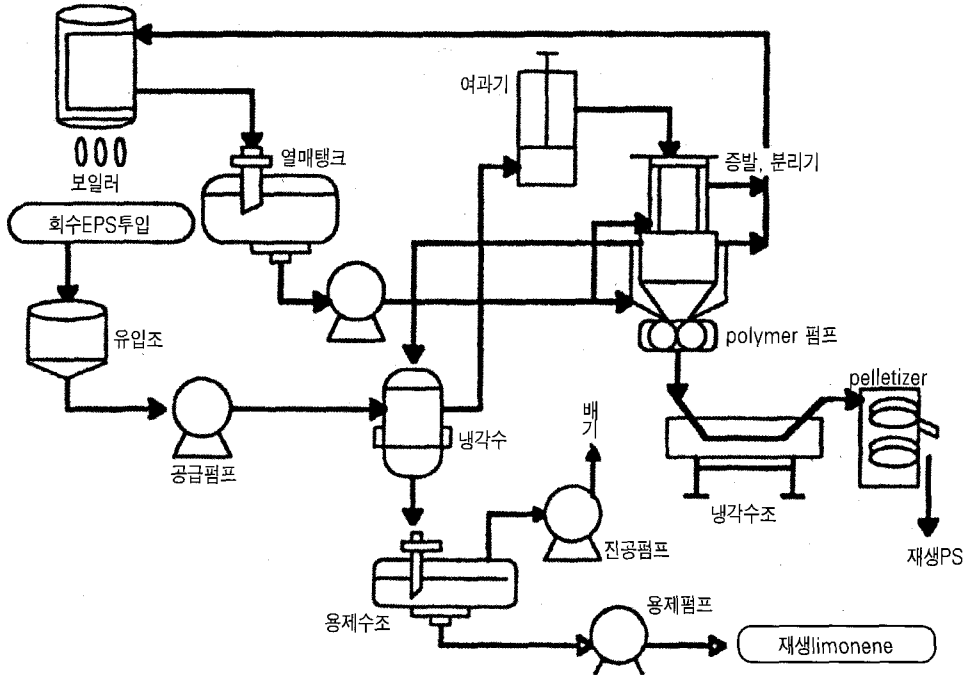 여과기
열매탱크
증발, 분리기
보일러
회수EPS투입
유입조
polymer 펌프
pelletizer
배
기
냉각수
공급펌프
냉각수조
진공펌프
재생PS
용제수조
용제펌프
재생limonene